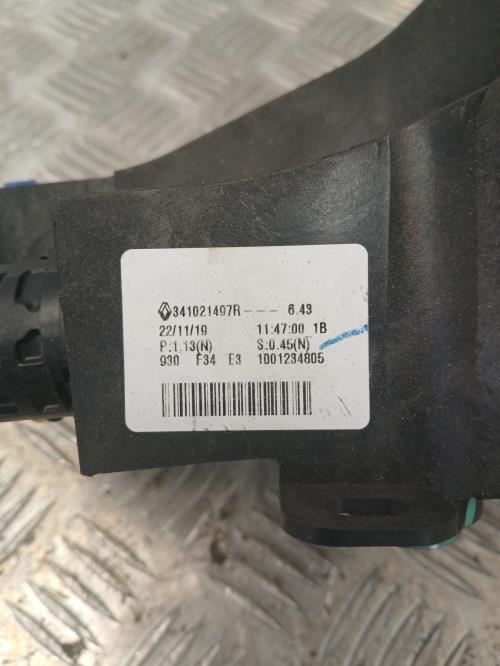 341021497R--- 6.43
22/11/19 11:47:00 1B
P:1.13(N) S:0.45(N)
930 F34 E3 1001234805